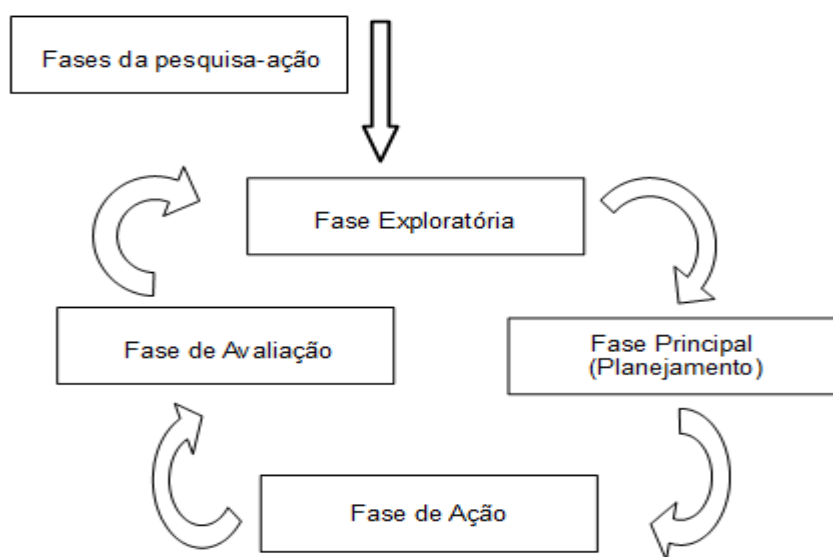 Fases da pesquisa-ação
Fase Exploratória
Fase de Avaliação
Fase Principal
(Planejamento)
Fase de Ação